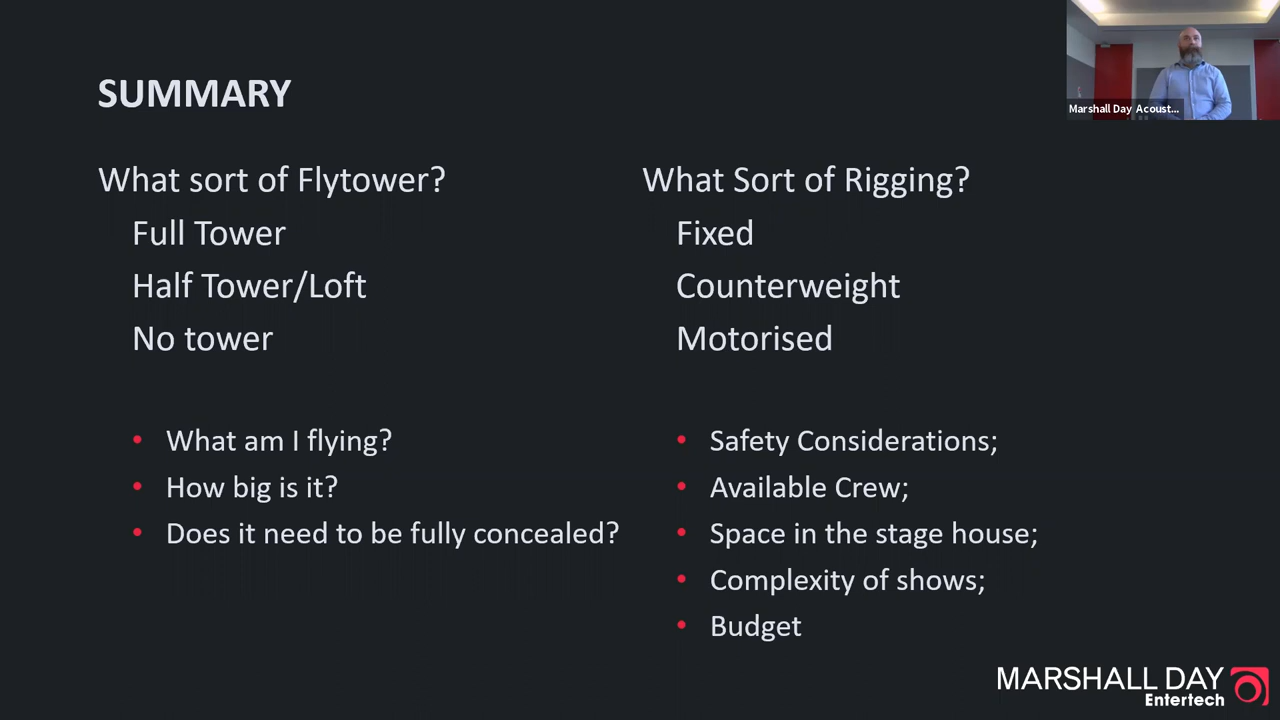 SUMMARY
What sort of Flytower?
Full Tower
Half Tower/Loft
No tower
• What am I flying?
• How big is it?
• Does it need to be fully concealed?
What Sort of Rigging?
Fixed
Counterweight
Motorised
• Safety Considerations;
• Available Crew;
• Space in the stage house;
• Complexity of shows;
• Budget
Marshall Day Acoust...
MARSHALL DAY
Entertech